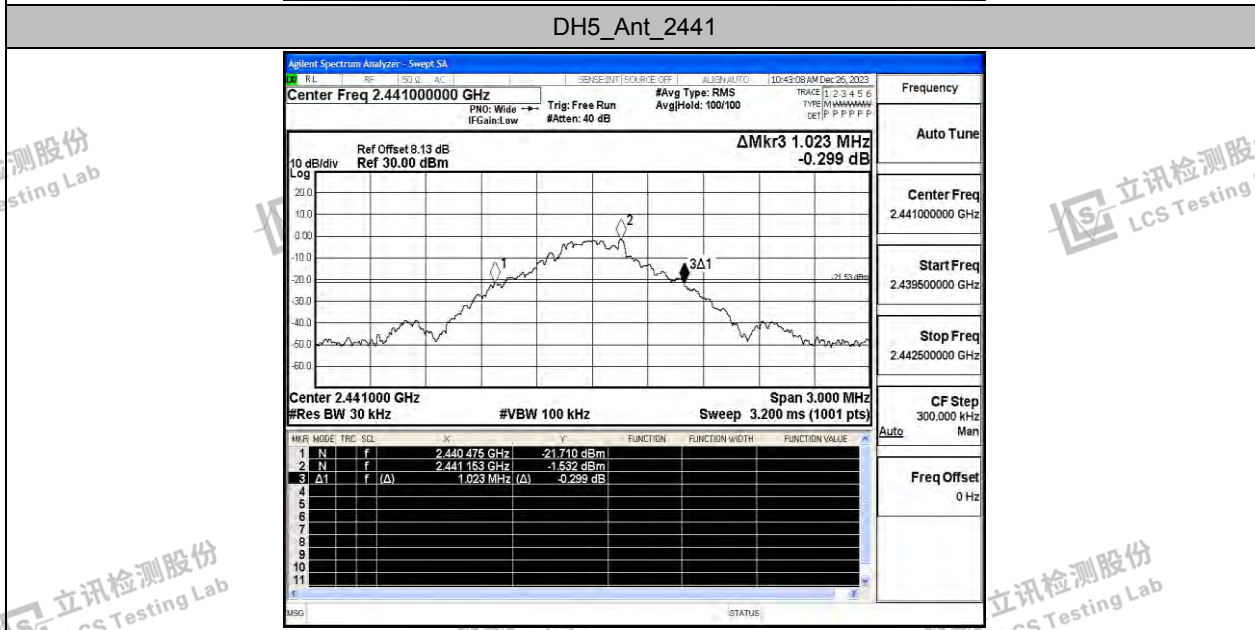 DH5_Ant_2441
Agilent Spectrum Analyzer - Swept SA
RL RF 50 Ω AC SENSE:INT SOURCE OFF ALIGN AUTO 10:43:08 AM Dec 26, 2023
Center Freq 2.441000000 GHz
PNO: Wide
IFGain:Low
Trig: Free Run
#Atten: 40 dB
#Avg Type: RMS
Avg|Hold: 100/100
TRACE 1 2 3 4 5 6
TYPE M
DET P P P P P P
Ref Offset 8.13 dB
10 dB/div Ref 30.00 dBm
Log
ΔMkr3 1.023 MHz
-0.299 dB
20.0
10.0
0.00
-10.0
-20.0
-30.0
-40.0
-50.0
-60.0
1
2
3Δ1
-21.53 dBm
Center 2.441000 GHz Span 3.000 MHz
#Res BW 30 kHz #VBW 100 kHz Sweep 3.200 ms (1001 pts)
MKR MODE TRC SCL X Y FUNCTION FUNCTION WIDTH FUNCTION VALUE
1 N f 2.440 475 GHz -21.710 dBm
2 N f 2.441 153 GHz -1.532 dBm
3 Δ1 f (Δ) 1.023 MHz (Δ) -0.299 dB
4
5
6
7
8
9
10
11
MSG STATUS
Frequency
Auto Tune
Center Freq
2.441000000 GHz
Start Freq
2.439500000 GHz
Stop Freq
2.442500000 GHz
CF Step
300.000 kHz
Auto Man
Freq Offset
0 Hz
测股份
esting Lab
立讯检测股
LCS Testing
立讯检测股份
CS Testing Lab
立讯检测股份
CS Testing Lab